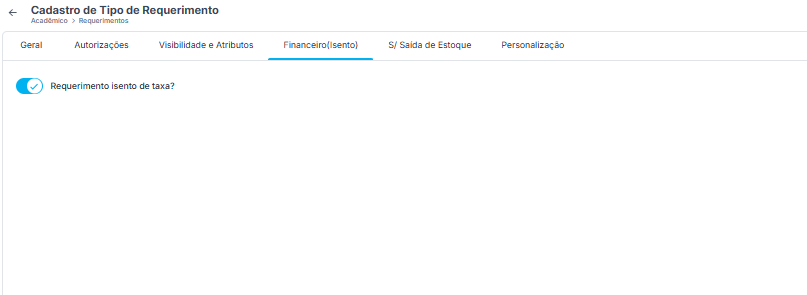 Cadastro de Tipo de Requerimento
Acadêmico > Requerimentos
Geral Autorizações Visibilidade e Atributos Financeiro(Isento) S/ Saída de Estoque Personalização
Requerimento isento de taxa?